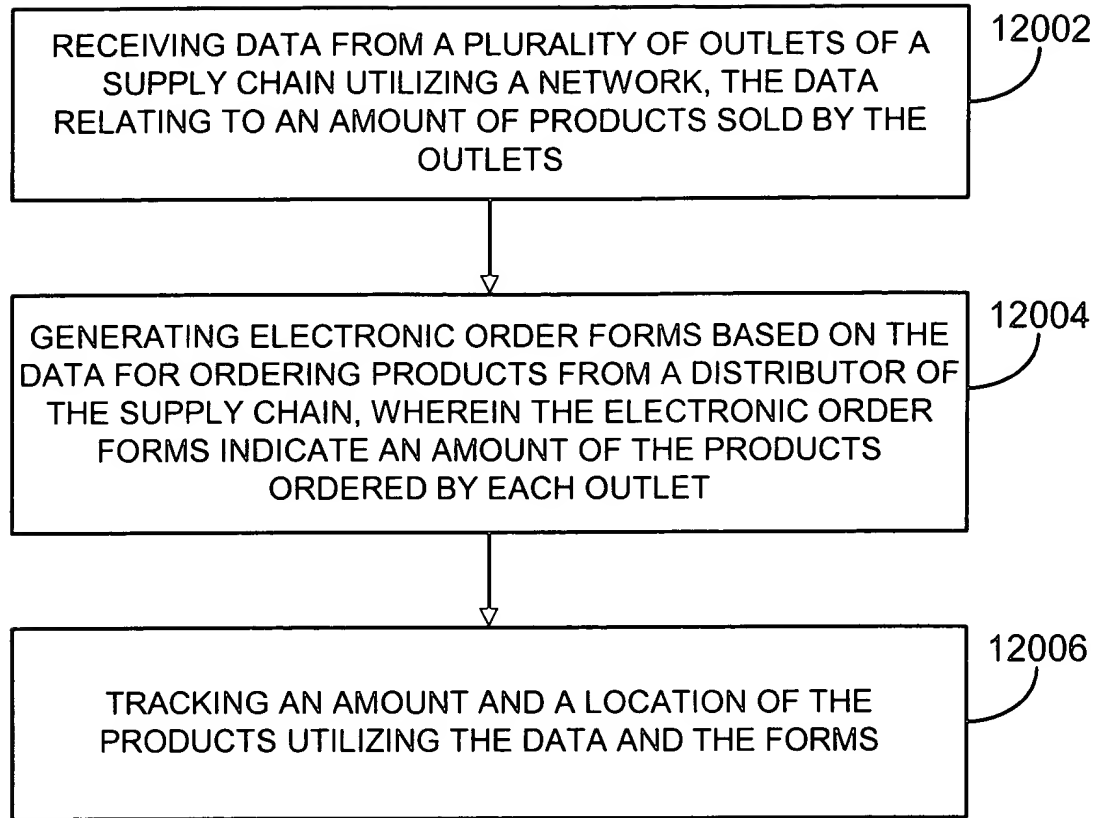 RECEIVING DATA FROM A PLURALITY OF OUTLETS OF A
SUPPLY CHAIN UTILIZING A NETWORK, THE DATA
RELATING TO AN AMOUNT OF PRODUCTS SOLD BY THE
OUTLETS
12002
GENERATING ELECTRONIC ORDER FORMS BASED ON THE
DATA FOR ORDERING PRODUCTS FROM A DISTRIBUTOR OF
THE SUPPLY CHAIN, WHEREIN THE ELECTRONIC ORDER
FORMS INDICATE AN AMOUNT OF THE PRODUCTS
ORDERED BY EACH OUTLET
12004
TRACKING AN AMOUNT AND A LOCATION OF THE
PRODUCTS UTILIZING THE DATA AND THE FORMS
12006